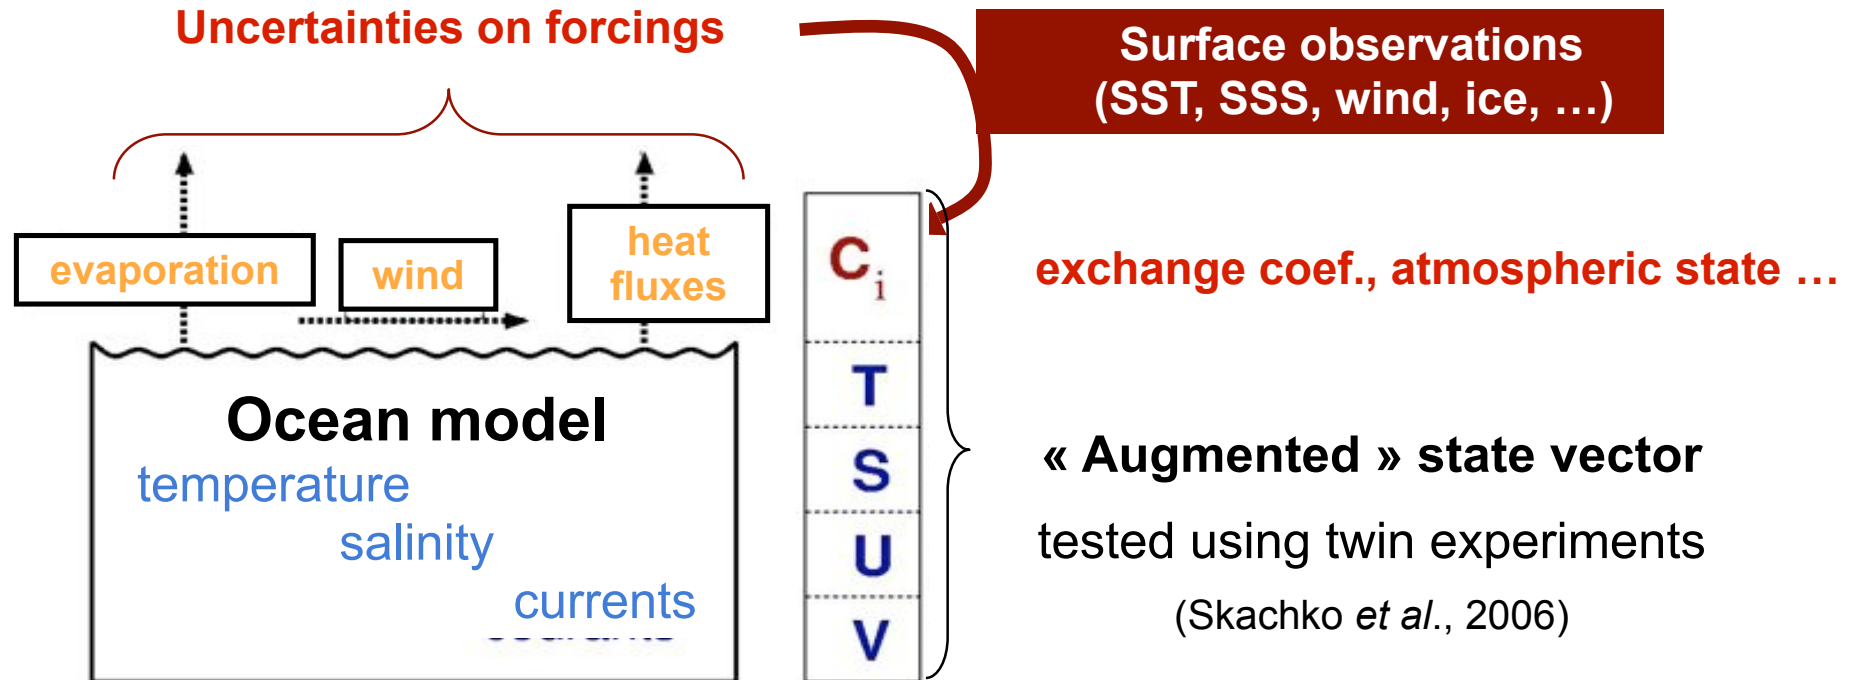 Uncertainties on forcings
Surface observations
(SST, SSS, wind, ice, …)
evaporation
wind
heat
fluxes
C i
exchange coef., atmospheric state …
Ocean model
temperature
salinity
currents
T
S
U
V
« Augmented » state vector
tested using twin experiments
(Skachko et al., 2006)